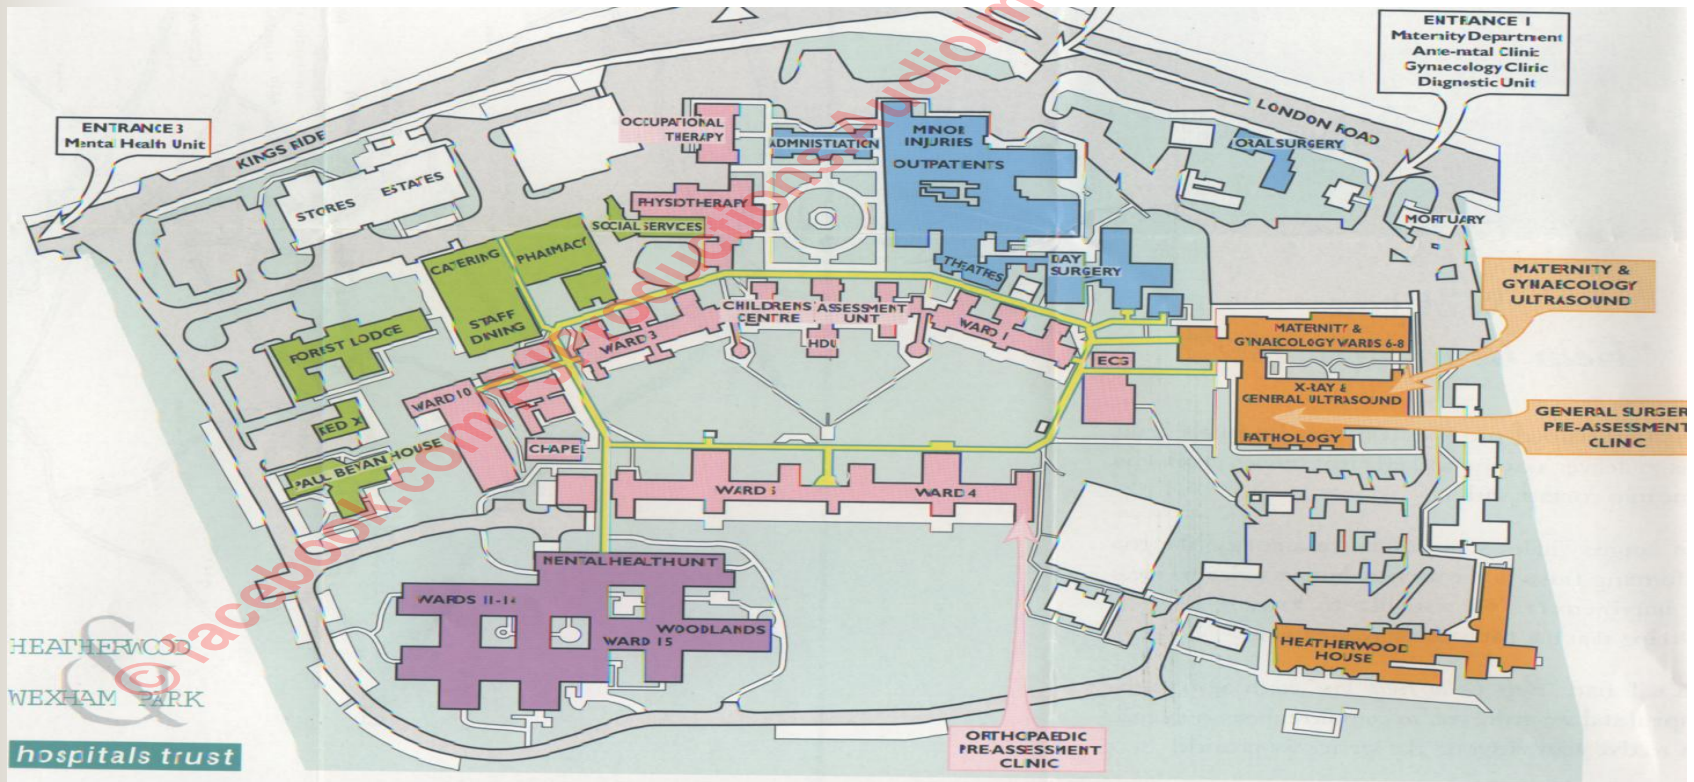 ENTRANCE 1
Maternity Department
Ante-natal Clinic
Gynaecology Clinic
Diagnostic Unit
ENTRANCE 3
Mental Health Unit
KINGS RIDE
LONDON ROAD
OCCUPATIONAL
THERAPY
ADMNISTIATION
MINOR
INJURIES
OUTPATIENTS
ORAL SURGERY
MORTUARY
STORES
ESTATES
PHYSIOTHERAPY
SOCIAL SERVICES
CATERING
PHARMACY
THEATRES
DAY
SURGERY
MATERNITY &
GYNAECOLOGY
ULTRASOUND
STAFF
DINING
FOREST LODGE
WARD 3
CHILDRENS
CENTRE
ASSESSMENT
UNIT
HDU
WARD 1
ECG
MATERNITY &
GYNAECOLOGY WARDS 6-8
X-RAY &
GENERAL ULTRASOUND
PATHOLOGY
GENERAL SURGER
PRE-ASSESSMENT
CLINIC
WARD 10
RED X
PAUL BEVAN HOUSE
CHAPEL
WARD 5
WARD 4
MENTAL HEALTH UNIT
WARDS 11-14
WOODLANDS
WARD 15
HEATHERWOOD
HOUSE
ORTHOPAEDIC
PRE-ASSESSMENT
CLINIC
HEATHERWOOD
&
WEXHAM PARK
hospitals trust